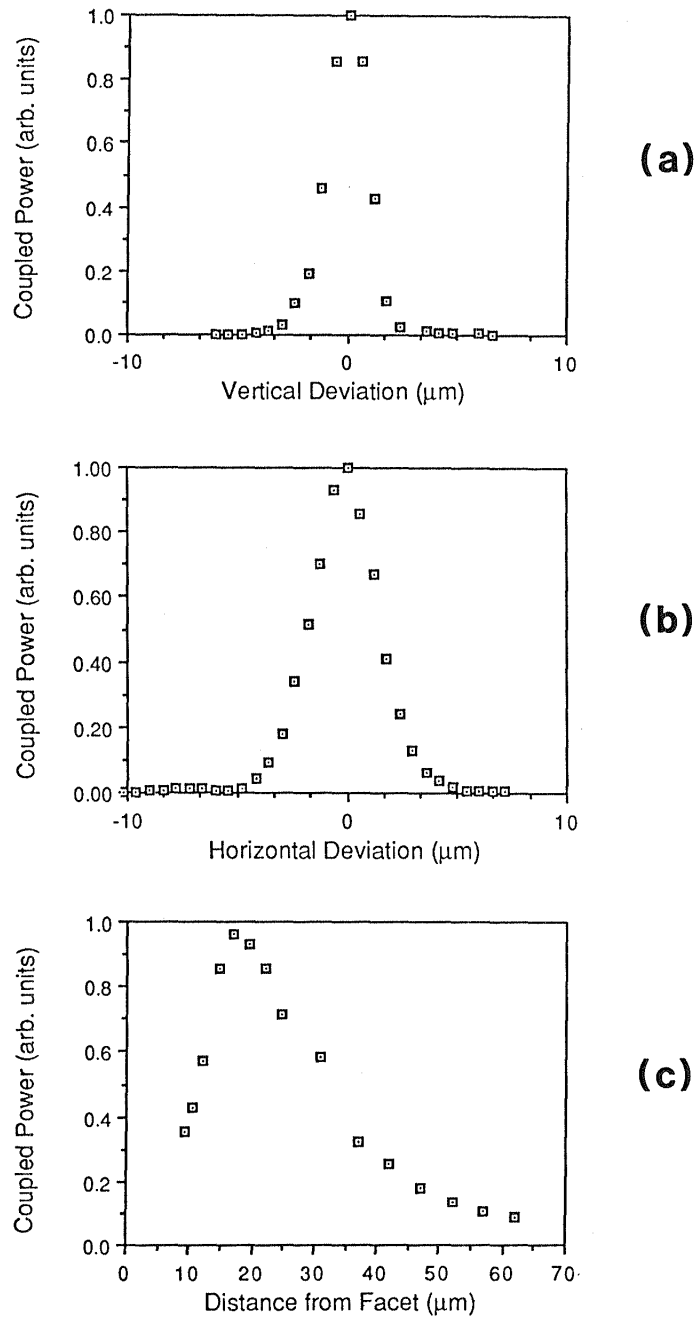 1.0
0.8
0.6
0.4
0.2
0.0
Coupled Power (arb. units)
-10 0 10
Vertical Deviation (μm)
(a)
1.00
0.80
0.60
0.40
0.20
0.00
Coupled Power (arb. units)
-10 0 10
Horizontal Deviation (μm)
(b)
1.0
0.8
0.6
0.4
0.2
0.0
Coupled Power (arb. units)
0 10 20 30 40 50 60 70
Distance from Facet (μm)
(c)